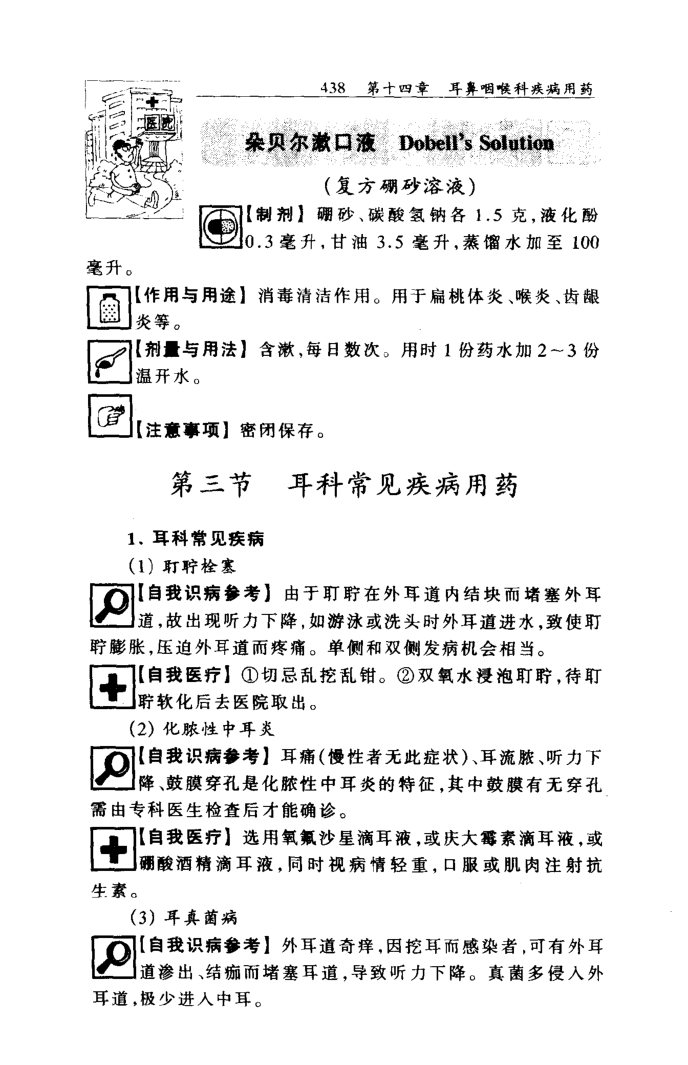 438 第十四章 耳鼻咽喉科疾病用药
医院
朵贝尔漱口液 Dobell's Solution
(复方硼砂溶液)
【制剂】硼砂、碳酸氢钠各 1.5 克,液化酚
0.3 毫升,甘油 3.5 毫升,蒸馏水加至 100
毫升。
【作用与用途】消毒清洁作用。用于扁桃体炎、喉炎、齿龈
炎等。
【剂量与用法】含漱,每日数次。用时 1 份药水加 2~3 份
温开水。
【注意事项】密闭保存。
第三节 耳科常见疾病用药
1、耳科常见疾病
(1) 耵聍栓塞
【自我识病参考】由于耵聍在外耳道内结块而堵塞外耳
道,故出现听力下降,如游泳或洗头时外耳道进水,致使耵
聍膨胀,压迫外耳道而疼痛。单侧和双侧发病机会相当。
【自我医疗】①切忌乱挖乱钳。②双氧水浸泡耵聍,待耵
聍软化后去医院取出。
(2) 化脓性中耳炎
【自我识病参考】耳痛(慢性者无此症状)、耳流脓、听力下
降、鼓膜穿孔是化脓性中耳炎的特征,其中鼓膜有无穿孔
需由专科医生检查后才能确诊。
【自我医疗】选用氧氟沙星滴耳液,或庆大霉素滴耳液,或
硼酸酒精滴耳液,同时视病情轻重,口服或肌肉注射抗
生素。
(3) 耳真菌病
【自我识病参考】外耳道奇痒,因挖耳而感染者,可有外耳
道渗出、结痂而堵塞耳道,导致听力下降。真菌多侵入外
耳道,极少进入中耳。